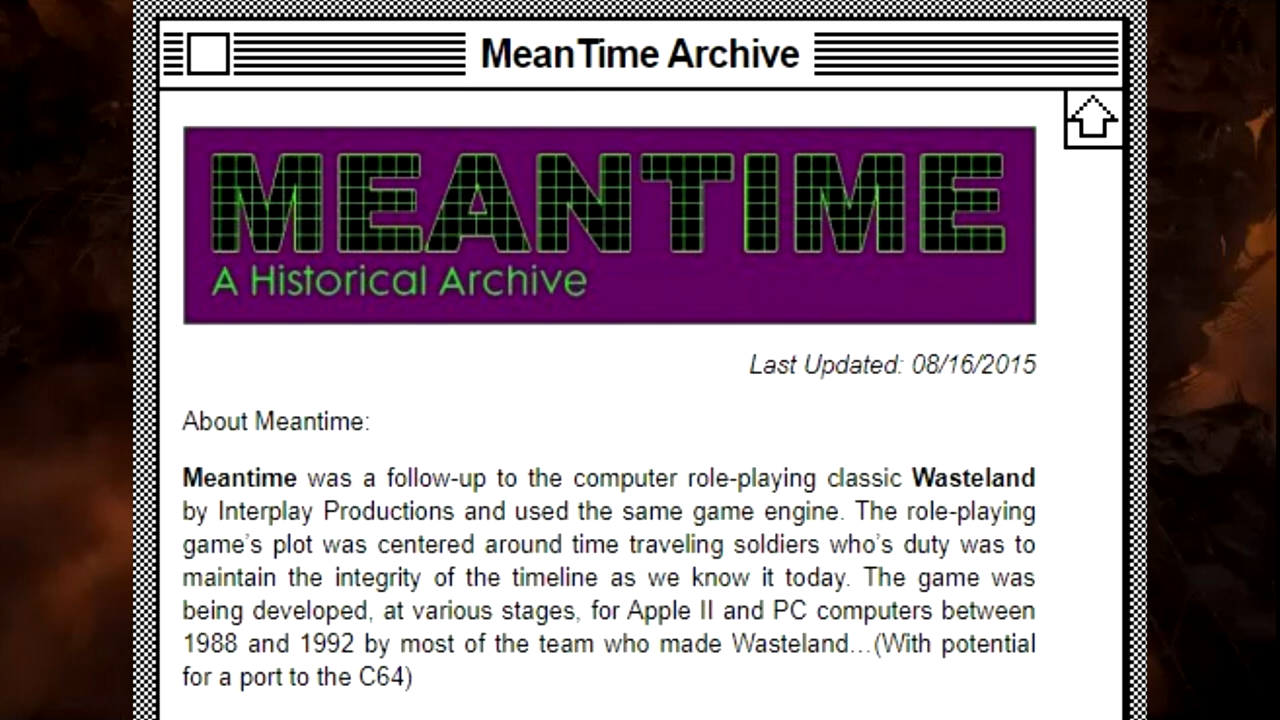 MeanTime Archive
MEANTIME
A Historical Archive
Last Updated: 08/16/2015
About Meantime:
Meantime was a follow-up to the computer role-playing classic Wasteland
by Interplay Productions and used the same game engine. The role-playing
game's plot was centered around time traveling soldiers who's duty was to
maintain the integrity of the timeline as we know it today. The game was
being developed, at various stages, for Apple II and PC computers between
1988 and 1992 by most of the team who made Wasteland…(With potential
for a port to the C64)